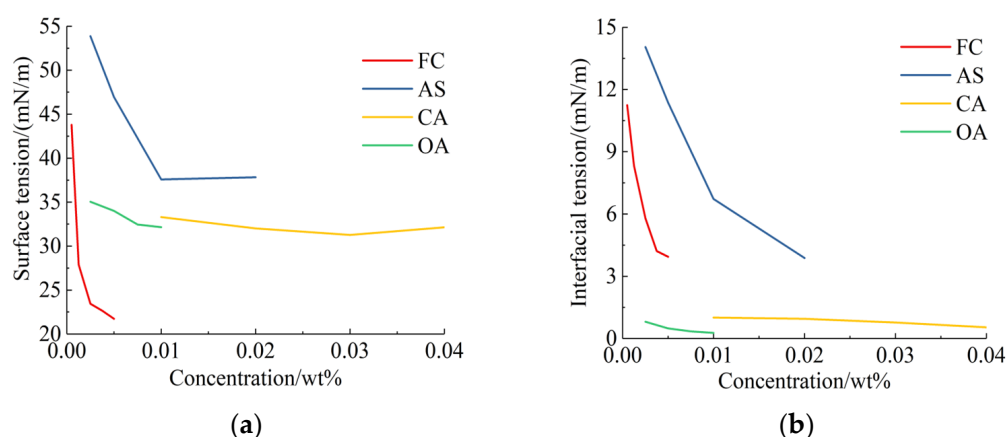 55
50
45
40
35
30
25
20
Surface tension/(mN/m)
FC
AS
CA
OA
0.00 0.01 0.02 0.03 0.04
Concentration/wt%
(a)
15
12
9
6
3
0
Interfacial tension/(mN/m)
FC
AS
CA
OA
0.00 0.01 0.02 0.03 0.04
Concentration/wt%
(b)